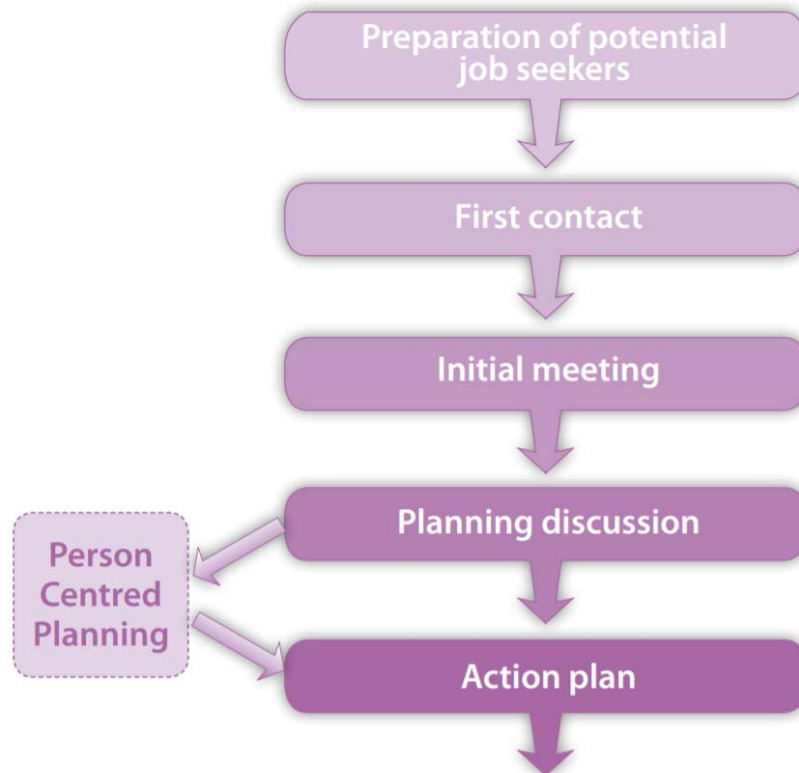 Preparation of potential
job seekers
First contact
Initial meeting
Planning discussion
Person
Centred
Planning
Action plan